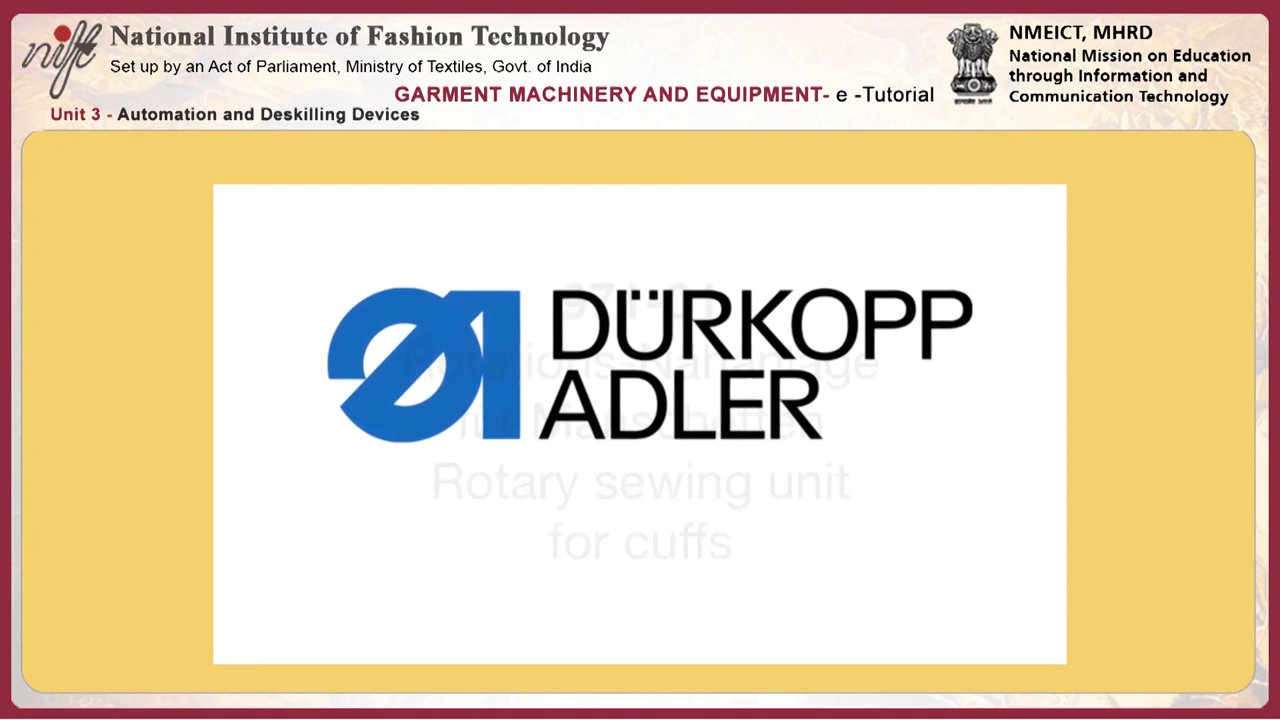 nift
National Institute of Fashion Technology
Set up by an Act of Parliament, Ministry of Textiles, Govt. of India
GARMENT MACHINERY AND EQUIPMENT- e -Tutorial
Unit 3 - Automation and Deskilling Devices
NMEICT, MHRD
National Mission on Education
through Information and
Communication Technology
DÜRKOPP
ADLER
Rotary sewing unit
for cuffs